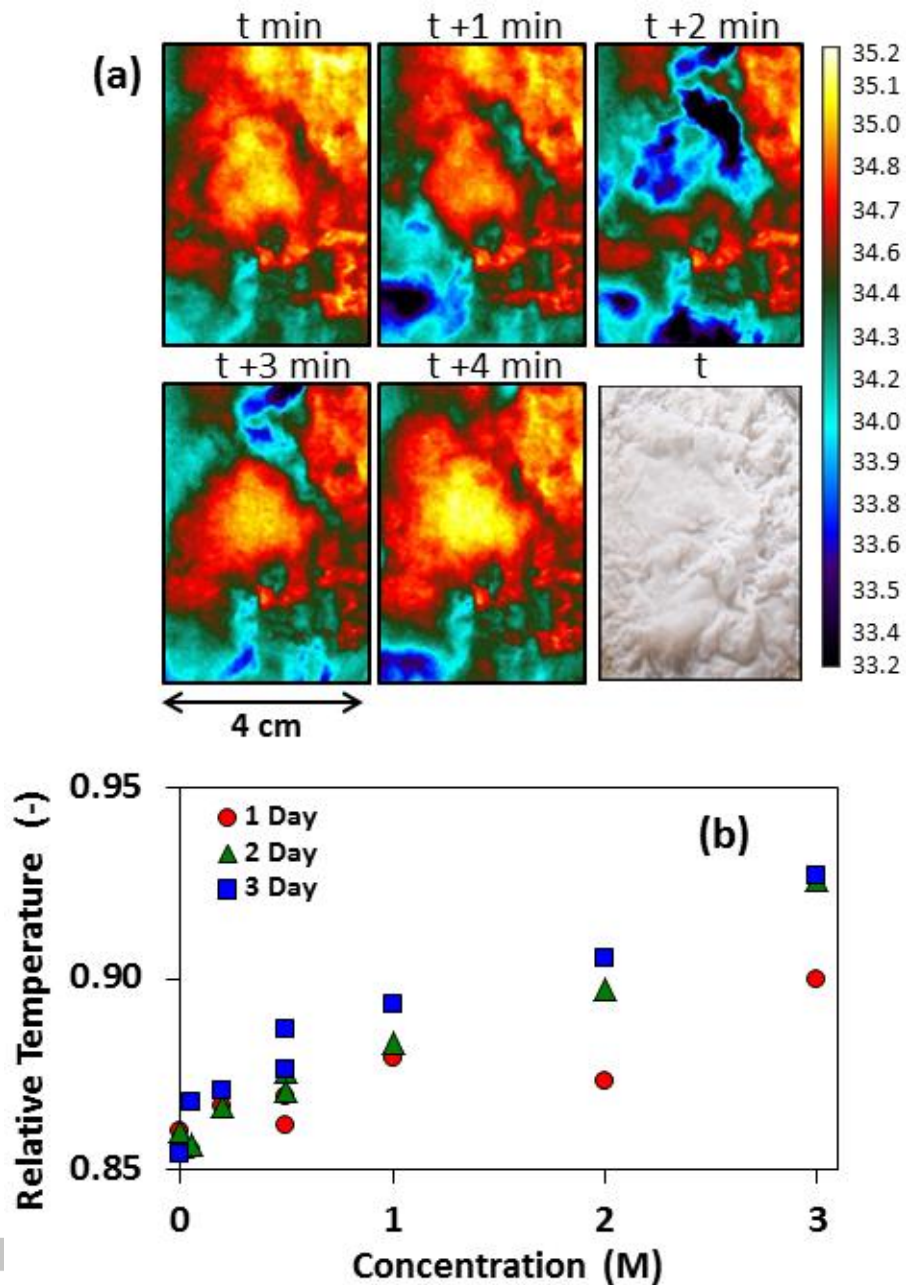 t min t +1 min t +2 min
(a)
35.2
35.1
35.0
34.8
34.7
34.6
34.4
34.3
34.2
34.0
33.9
33.8
33.6
33.5
33.4
33.2
t +3 min t +4 min t
4 cm
0.95
0.90
0.85
Relative Temperature (-)
1 Day
2 Day
3 Day
(b)
0 1 2 3
Concentration (M)